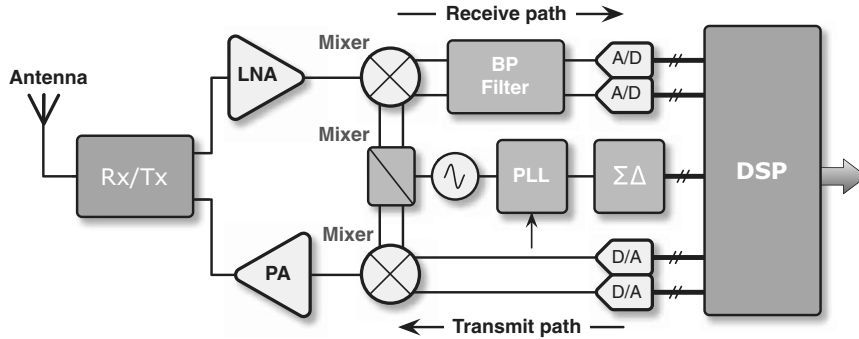 Receive path
Mixer
Antenna
LNA
BP
Filter
A/D
A/D
Mixer
Rx/Tx
PLL
ΣΔ
DSP
Mixer
PA
D/A
D/A
Transmit path